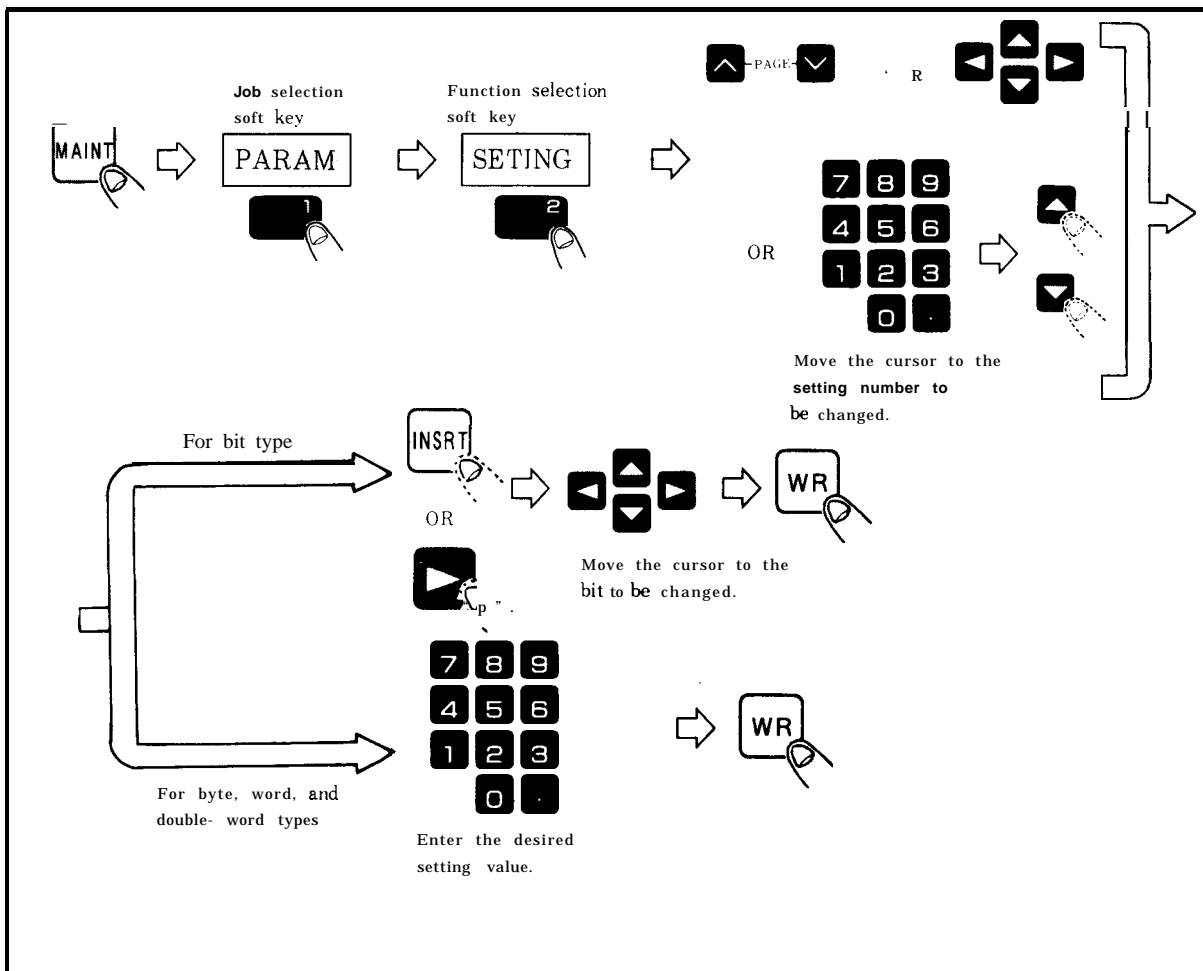 Job selection
soft key
Function selection
soft key
PAGE
R
MAINT
PARAM
SETING
1
2
7 8 9
4 5 6
1 2 3
0 .
OR
Move the cursor to the
setting number to
be changed.
For bit type
INSRT
OR
WR
Move the cursor to the
bit to be changed.
"p".
7 8 9
4 5 6
1 2 3
0 .
WR
For byte, word, and
double- word types
Enter the desired
setting value.